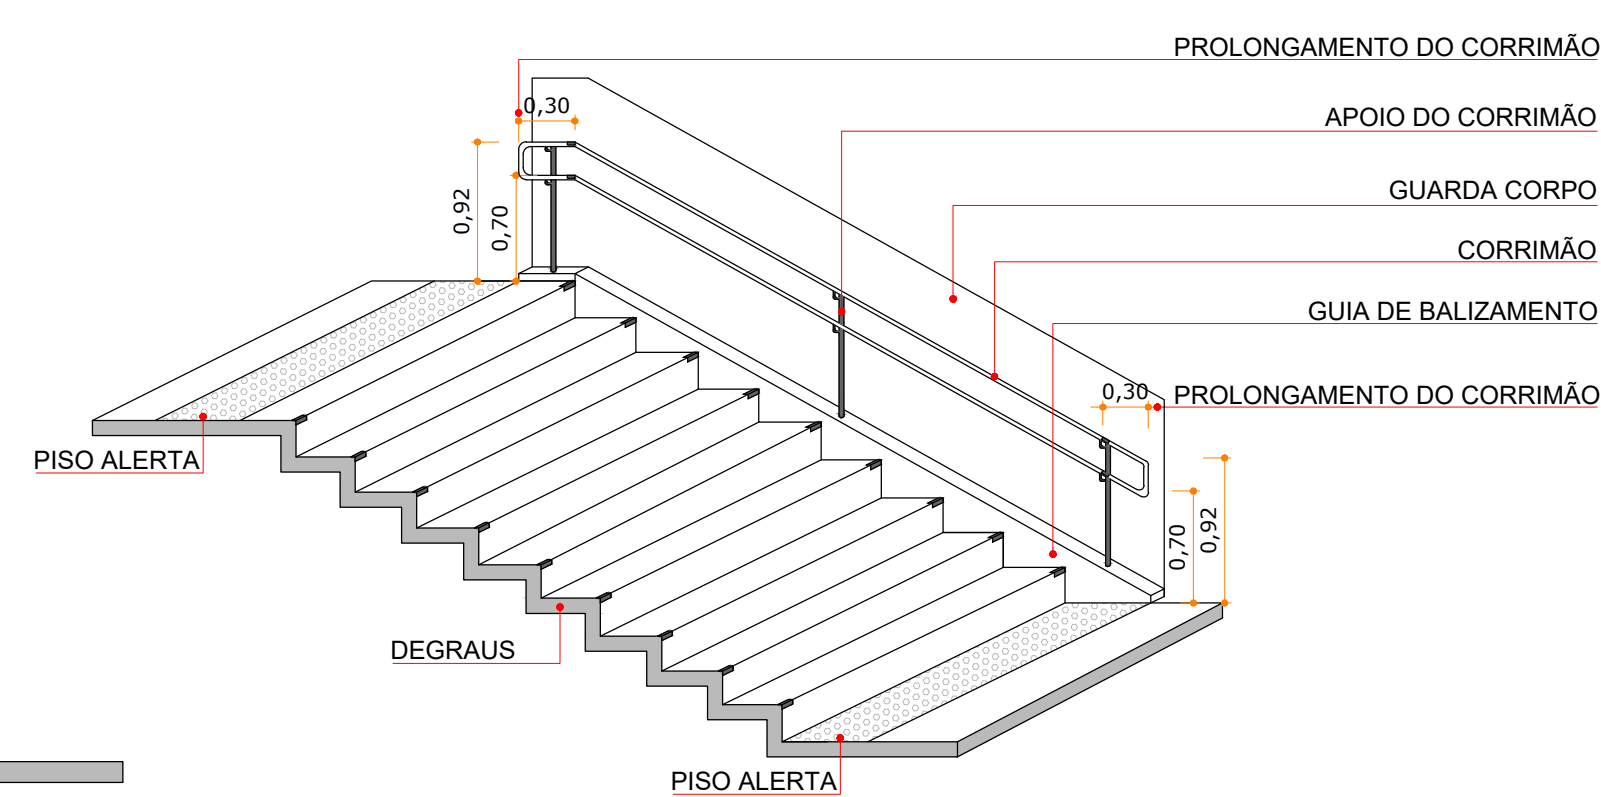 PROLONGAMENTO DO CORRIMÃO
0,30
APOIO DO CORRIMÃO
GUARDA CORPO
0,92
0,70
CORRIMÃO
GUIA DE BALIZAMENTO
0,30
PROLONGAMENTO DO CORRIMÃO
PISO ALERTA
0,70
0,92
DEGRAUS
PISO ALERTA